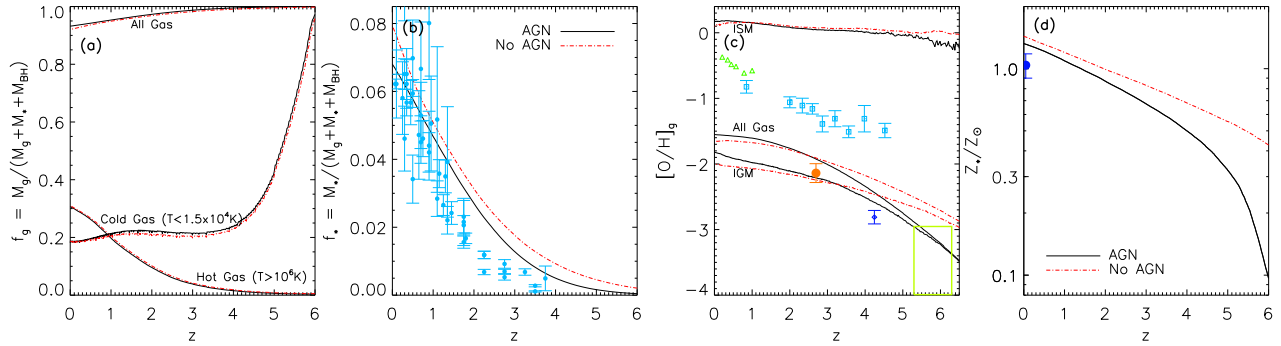 (a)
All Gas
Cold Gas (T<1.5x10⁴K)
Hot Gas (T>10⁶K)
f_g = M_g/(M_g+M_*+M_BH)
1.0
0.8
0.6
0.4
0.2
0.0
0 1 2 3 4 5 6
z
(b)
AGN
No AGN
f_* = M_*/(M_g+M_*+M_BH)
0.08
0.06
0.04
0.02
0.00
0 1 2 3 4 5 6
z
(c)
ISM
All Gas
IGM
[O/H]_g
0
−1
−2
−3
−4
0 1 2 3 4 5 6
z
(d)
AGN
No AGN
Z_*/Z_⊙
1.0
0.3
0.1
0 1 2 3 4 5 6
z